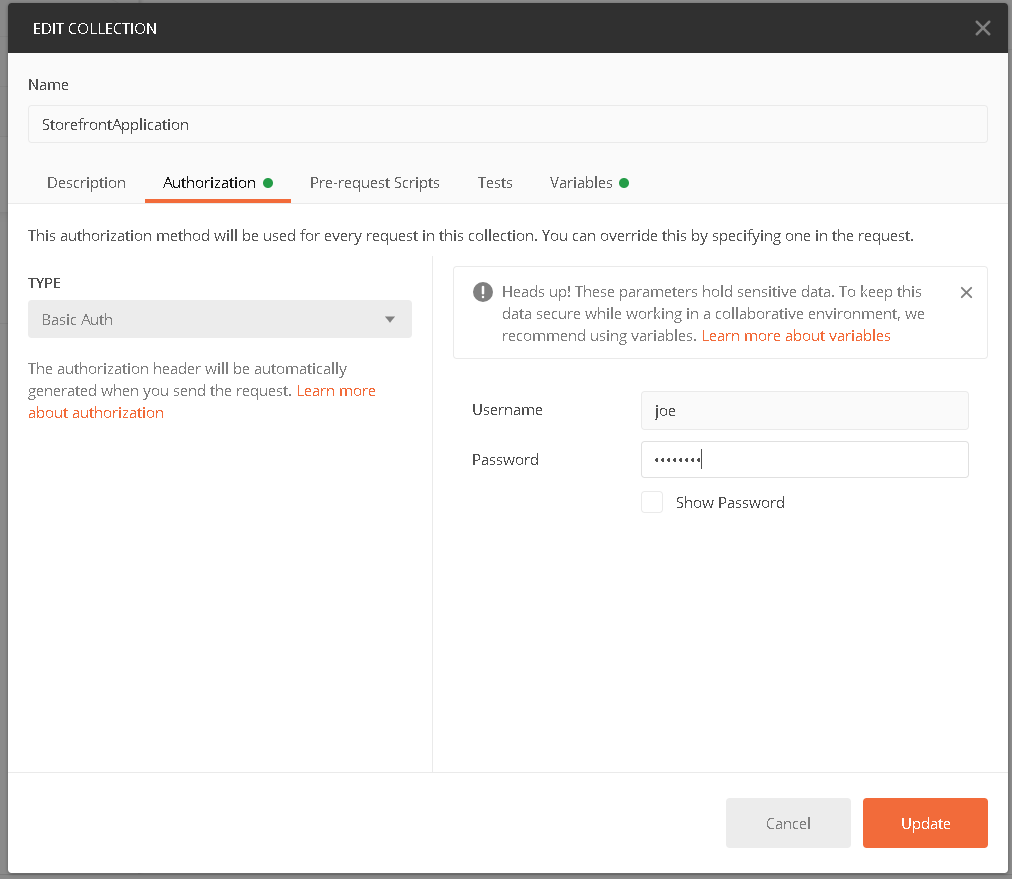 EDIT COLLECTION
Name
StorefrontApplication
Description Authorization Pre-request Scripts Tests Variables
This authorization method will be used for every request in this collection. You can override this by specifying one in the request.
TYPE
Basic Auth
The authorization header will be automatically
generated when you send the request. Learn more
about authorization
Heads up! These parameters hold sensitive data. To keep this
data secure while working in a collaborative environment, we
recommend using variables. Learn more about variables
Username joe
Password ••••••••
Show Password
Cancel Update